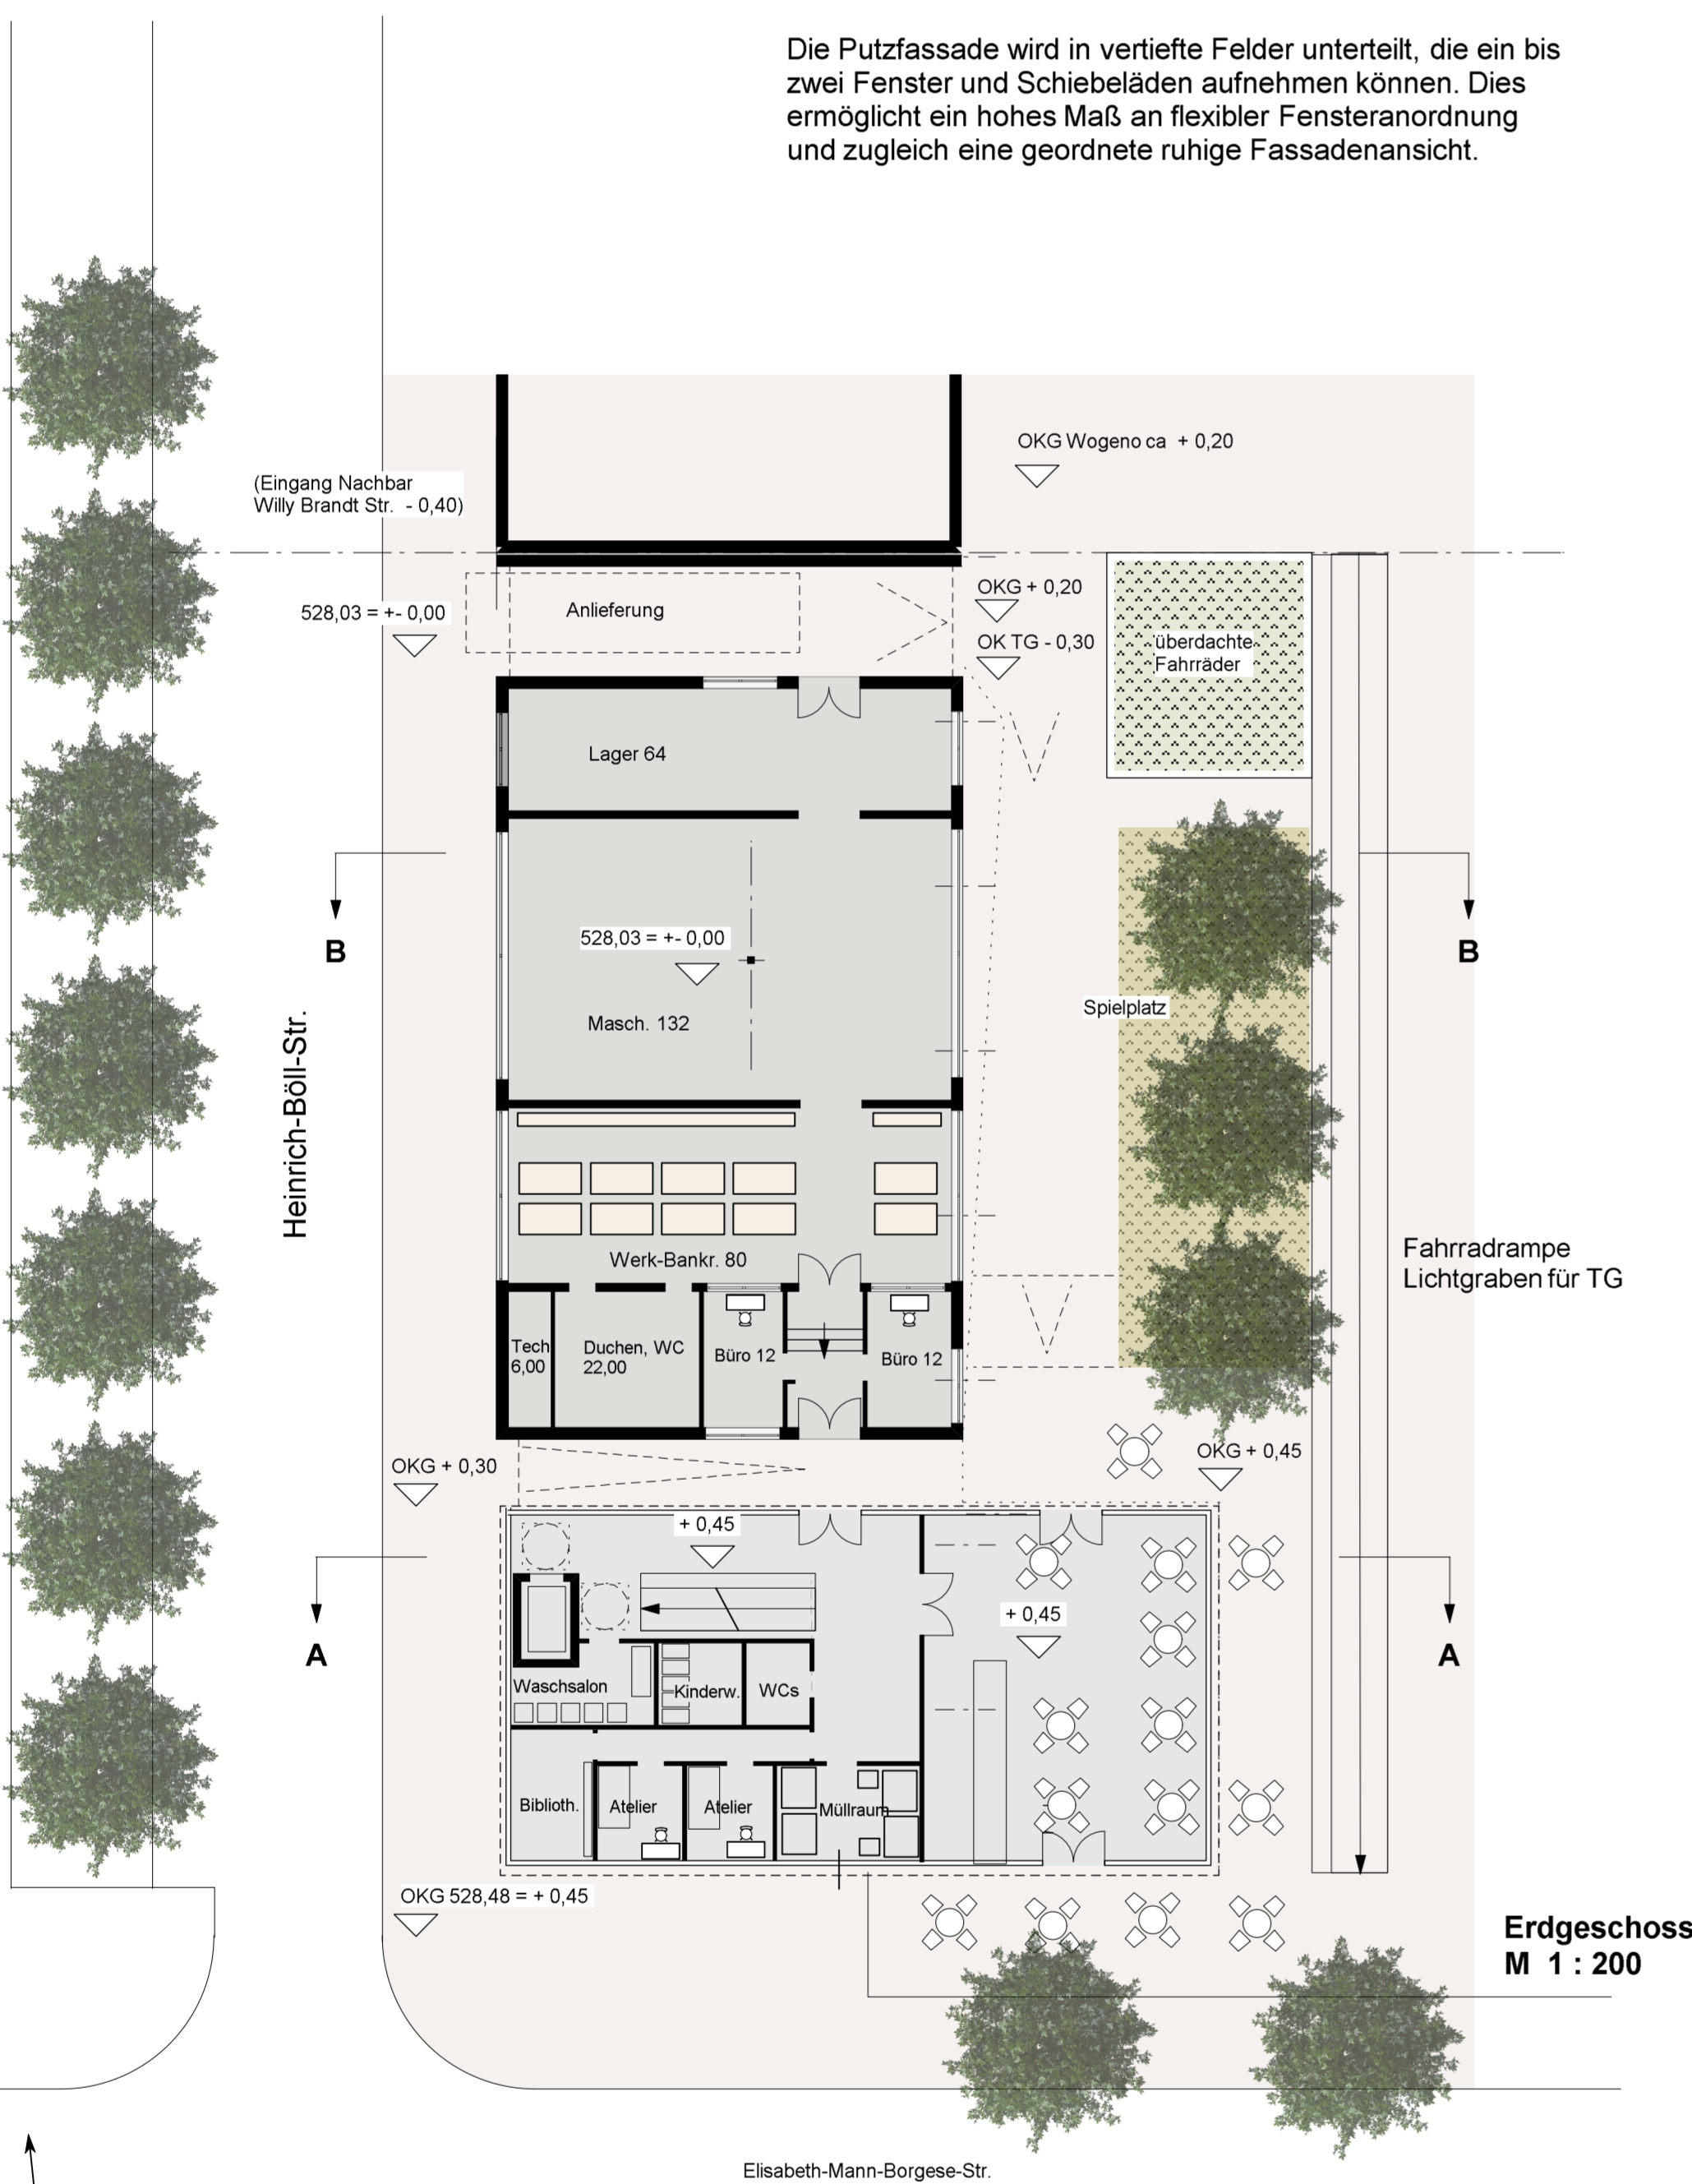 Die Putzfassade wird in vertiefte Felder unterteilt, die ein bis
zwei Fenster und Schiebeläden aufnehmen können. Dies
ermöglicht ein hohes Maß an flexibler Fensteranordnung
und zugleich eine geordnete ruhige Fassadenansicht.
OKG Wogeno ca + 0,20
(Eingang Nachbar
Willy Brandt Str. - 0,40)
528,03 = +- 0,00
Anlieferung
OKG + 0,20
OK TG - 0,30
überdachte
Fahrräder
Lager 64
B
528,03 = +- 0,00
B
Masch. 132
Spielplatz
Heinrich-Böll-Str.
Werk-Bankr. 80
Fahrradrampe
Lichtgraben für TG
Tech
6,00
Duchen, WC
22,00
Büro 12
Büro 12
OKG + 0,30
OKG + 0,45
+ 0,45
+ 0,45
A
A
Waschsalon
Kinderw.
WCs
Biblioth.
Atelier
Atelier
Müllraum
OKG 528,48 = + 0,45
Erdgeschoss
M 1 : 200
Elisabeth-Mann-Borgese-Str.